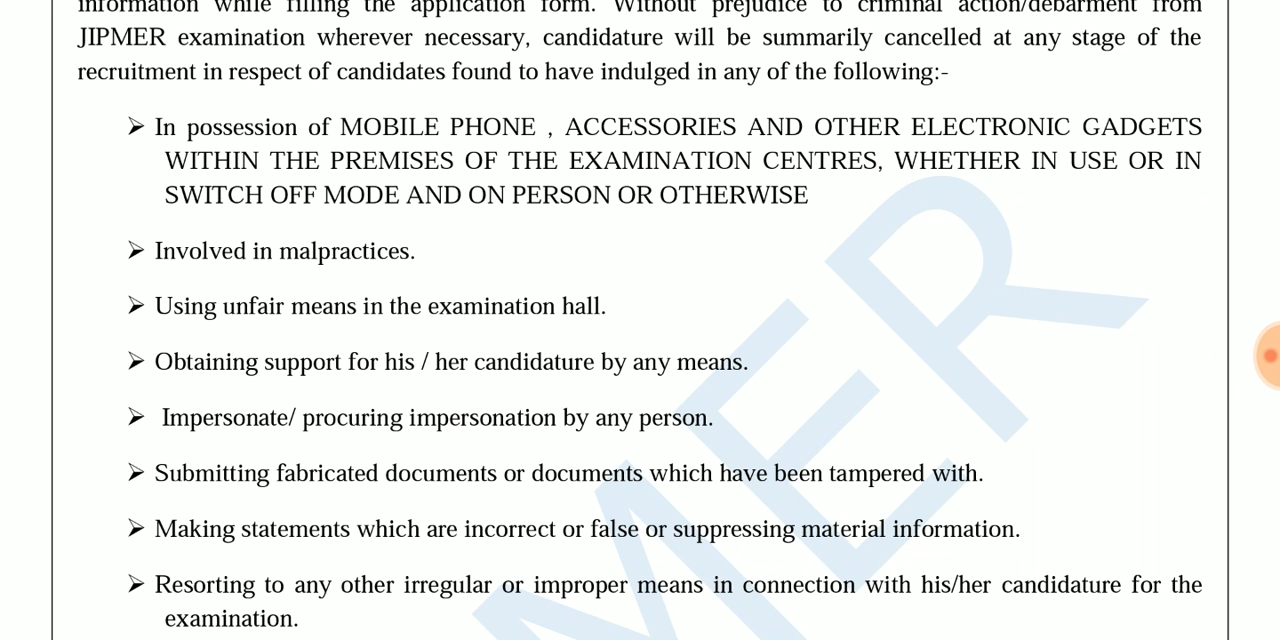 information while filling the application form. Without prejudice to criminal action/debarment from
JIPMER examination wherever necessary, candidature will be summarily cancelled at any stage of the
recruitment in respect of candidates found to have indulged in any of the following:-
➢ In possession of MOBILE PHONE , ACCESSORIES AND OTHER ELECTRONIC GADGETS
WITHIN THE PREMISES OF THE EXAMINATION CENTRES, WHETHER IN USE OR IN
SWITCH OFF MODE AND ON PERSON OR OTHERWISE
➢ Involved in malpractices.
➢ Using unfair means in the examination hall.
➢ Obtaining support for his / her candidature by any means.
➢ Impersonate/ procuring impersonation by any person.
➢ Submitting fabricated documents or documents which have been tampered with.
➢ Making statements which are incorrect or false or suppressing material information.
➢ Resorting to any other irregular or improper means in connection with his/her candidature for the
examination.
MER